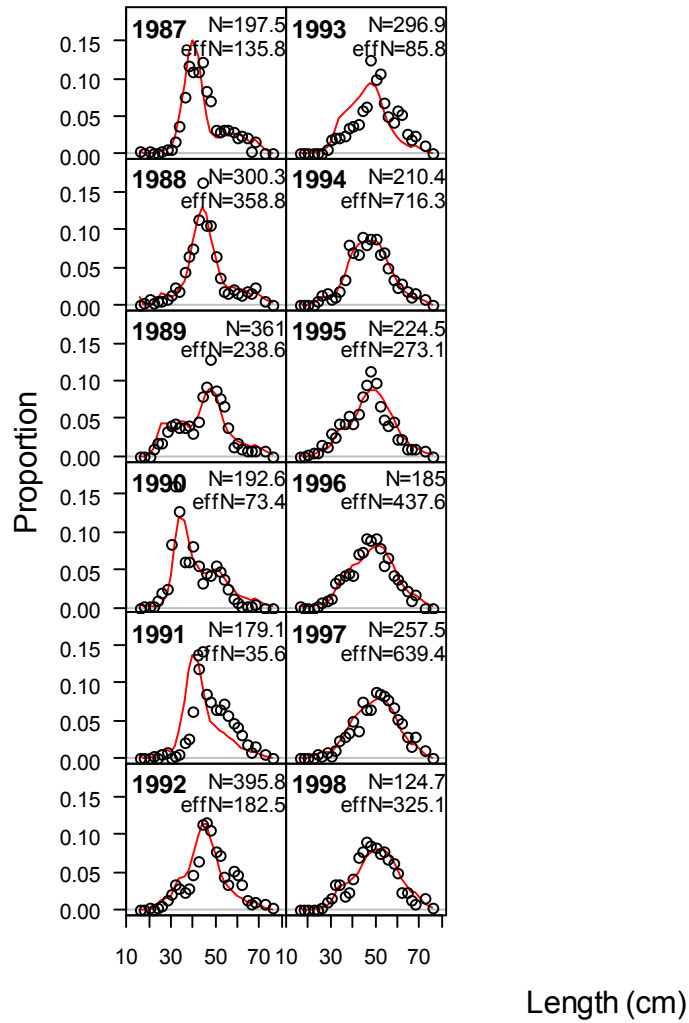 1987 N=197.5
effN=135.8
0.15
0.10
0.05
0.00
1993 N=296.9
effN=85.8
1988 N=300.3
effN=358.8
0.15
0.10
0.05
0.00
1994 N=210.4
effN=716.3
1989 N=361
effN=238.6
0.15
0.10
0.05
0.00
1995 N=224.5
effN=273.1
1990 N=192.6
effN=73.4
0.15
0.10
0.05
0.00
1996 N=185
effN=437.6
1991 N=179.1
effN=35.6
0.15
0.10
0.05
0.00
1997 N=257.5
effN=639.4
1992 N=395.8
effN=182.5
0.15
0.10
0.05
0.00
1998 N=124.7
effN=325.1
Proportion
10 30 50 70 10 50 70
Length (cm)